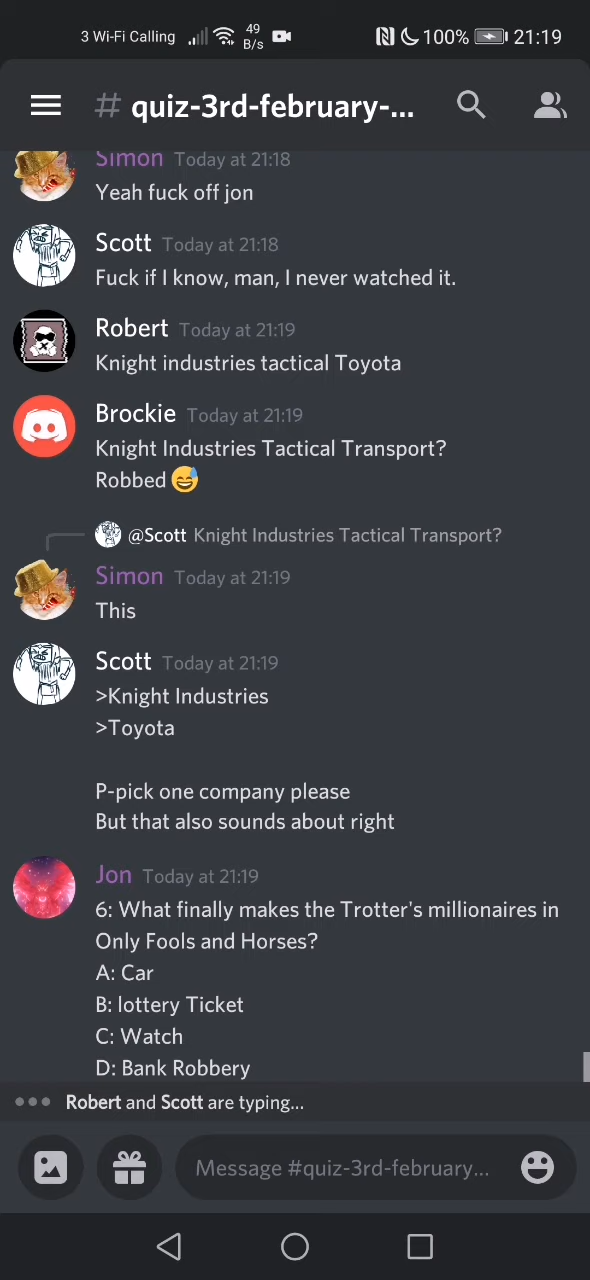 3 Wi-Fi Calling 49 B/s 100% 21:19
# quiz-3rd-february-...
Simon Today at 21:18
Yeah fuck off jon
Scott Today at 21:18
Fuck if I know, man, I never watched it.
Robert Today at 21:19
Knight industries tactical Toyota
Brockie Today at 21:19
Knight Industries Tactical Transport?
Robbed 😅
@Scott Knight Industries Tactical Transport?
Simon Today at 21:19
This
Scott Today at 21:19
>Knight Industries
>Toyota
P-pick one company please
But that also sounds about right
Jon Today at 21:19
6: What finally makes the Trotter's millionaires in
Only Fools and Horses?
A: Car
B: lottery Ticket
C: Watch
D: Bank Robbery
Robert and Scott are typing...
Message #quiz-3rd-february...